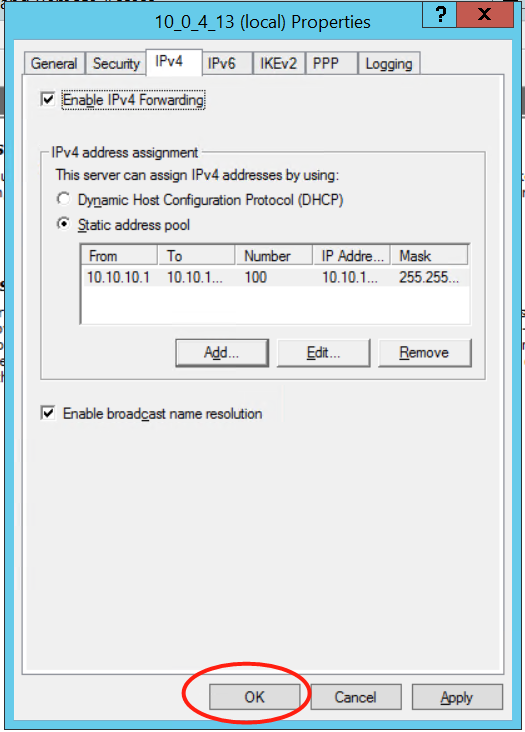 10_0_4_13 (local) Properties
? X
General Security IPv4 IPv6 IKEv2 PPP Logging
Enable IPv4 Forwarding
IPv4 address assignment
This server can assign IPv4 addresses by using:
Dynamic Host Configuration Protocol (DHCP)
Static address pool
From To Number IP Addre... Mask
10.10.10.1 10.10.1... 100 10.10.1... 255.255...
Add... Edit... Remove
Enable broadcast name resolution
OK Cancel Apply